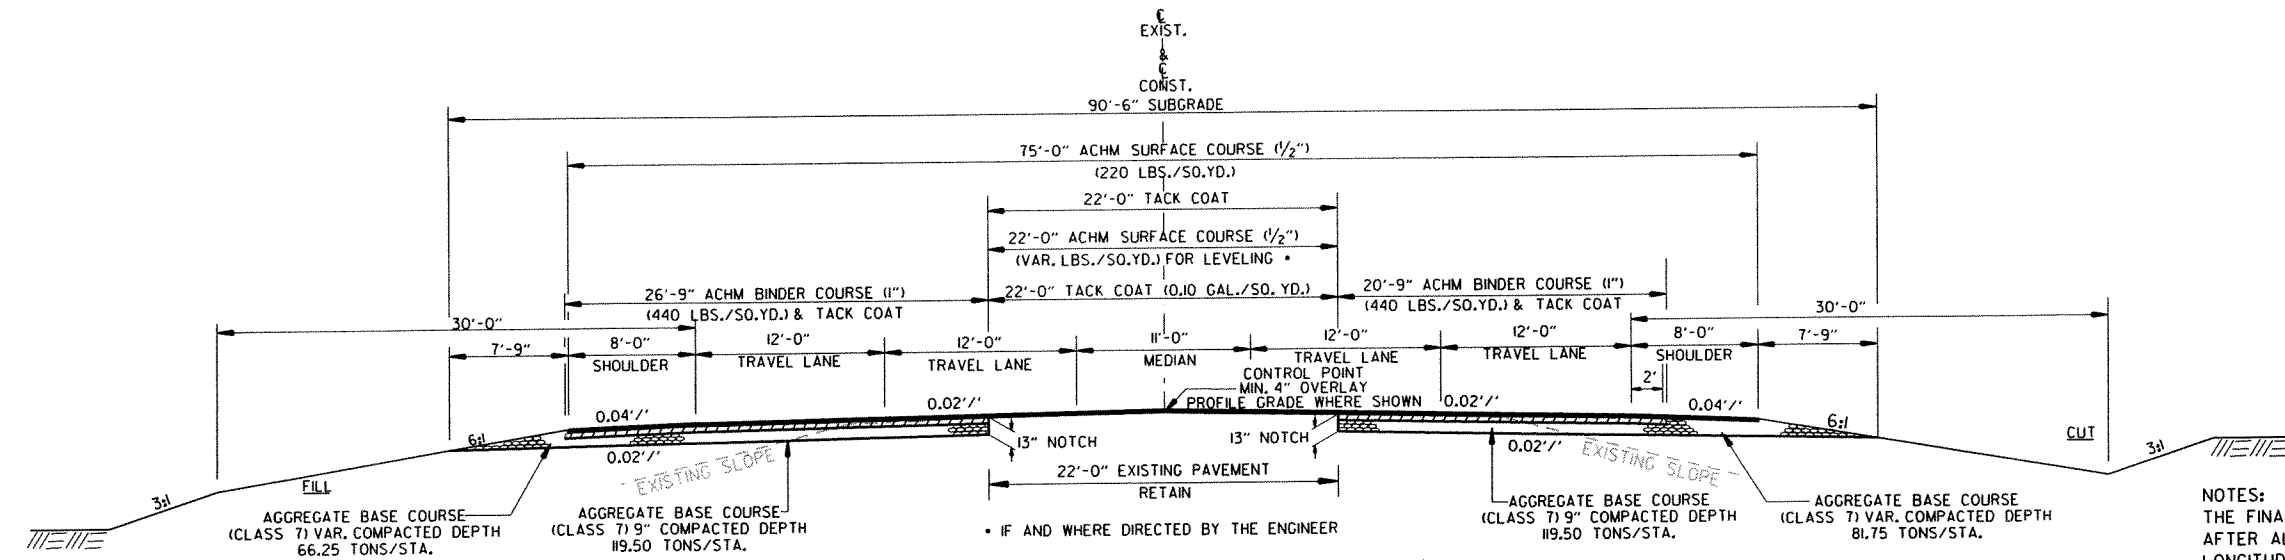 ℄
EXIST.
&
℄
CONST.
90'-6" SUBGRADE
75'-0" ACHM SURFACE COURSE (1/2")
(220 LBS./SQ.YD.)
22'-0" TACK COAT
22'-0" ACHM SURFACE COURSE (1/2")
(VAR. LBS./SQ.YD.) FOR LEVELING •
26'-9" ACHM BINDER COURSE (1")
(440 LBS./SQ.YD.) & TACK COAT
22'-0" TACK COAT (0.10 GAL./SQ. YD.)
20'-9" ACHM BINDER COURSE (1")
(440 LBS./SQ.YD.) & TACK COAT
30'-0"
30'-0"
7'-9"
8'-0"
SHOULDER
12'-0"
TRAVEL LANE
12'-0"
TRAVEL LANE
11'-0"
MEDIAN
12'-0"
TRAVEL LANE
12'-0"
TRAVEL LANE
8'-0"
SHOULDER
7'-9"
2'
CONTROL POINT
MIN. 4" OVERLAY
PROFILE GRADE WHERE SHOWN
0.04'/'
0.02'/'
0.02'/'
0.04'/'
6:1
6:1
13" NOTCH
13" NOTCH
0.02'/'
0.02'/'
EXISTING SLOPE
EXISTING SLOPE
22'-0" EXISTING PAVEMENT
RETAIN
FILL
CUT
3:1
3:1
AGGREGATE BASE COURSE
(CLASS 7) VAR. COMPACTED DEPTH
66.25 TONS/STA.
AGGREGATE BASE COURSE
(CLASS 7) 9" COMPACTED DEPTH
119.50 TONS/STA.
• IF AND WHERE DIRECTED BY THE ENGINEER
AGGREGATE BASE COURSE
(CLASS 7) 9" COMPACTED DEPTH
119.50 TONS/STA.
AGGREGATE BASE COURSE
(CLASS 7) VAR. COMPACTED DEPTH
81.75 TONS/STA.
NOTES:
THE FINA
AFTER